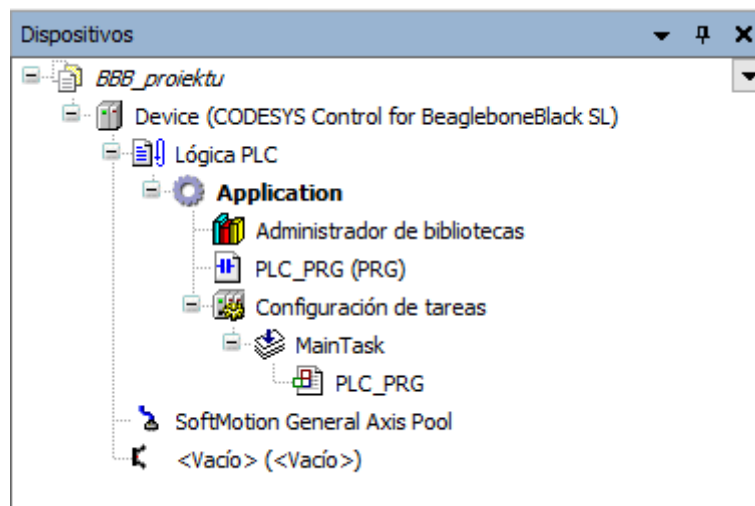 Dispositivos
BBB_proiektu
Device (CODESYS Control for BeagleboneBlack SL)
Lógica PLC
Application
Administrador de bibliotecas
PLC_PRG (PRG)
Configuración de tareas
MainTask
PLC_PRG
SoftMotion General Axis Pool
<Vacío> (<Vacío>)